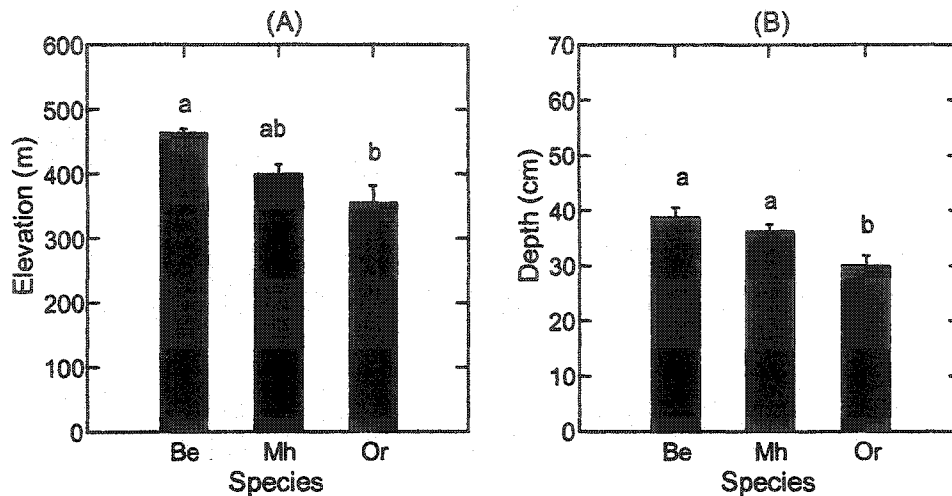 (A)
Elevation (m)
600
500
400
300
200
100
0
a
ab
b
Be Mh Or
Species
(B)
Depth (cm)
70
60
50
40
30
20
10
0
a
a
b
Be Mh Or
Species